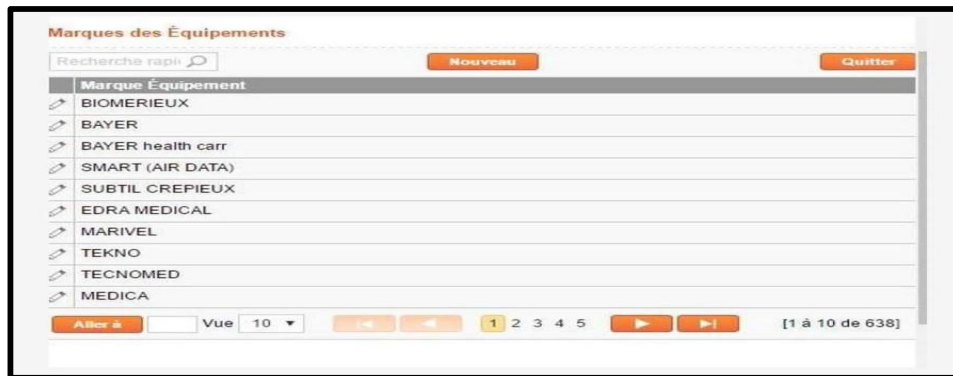 Marques des Équipements
Recherche rapi Nouveau Quitter
Marque Équipement
BIOMERIEUX
BAYER
BAYER health carr
SMART (AIR DATA)
SUBTIL CREPIEUX
EDRA MEDICAL
MARIVEL
TEKNO
TECNOMED
MEDICA
Aller à Vue 10 1 2 3 4 5 [1 à 10 de 638]